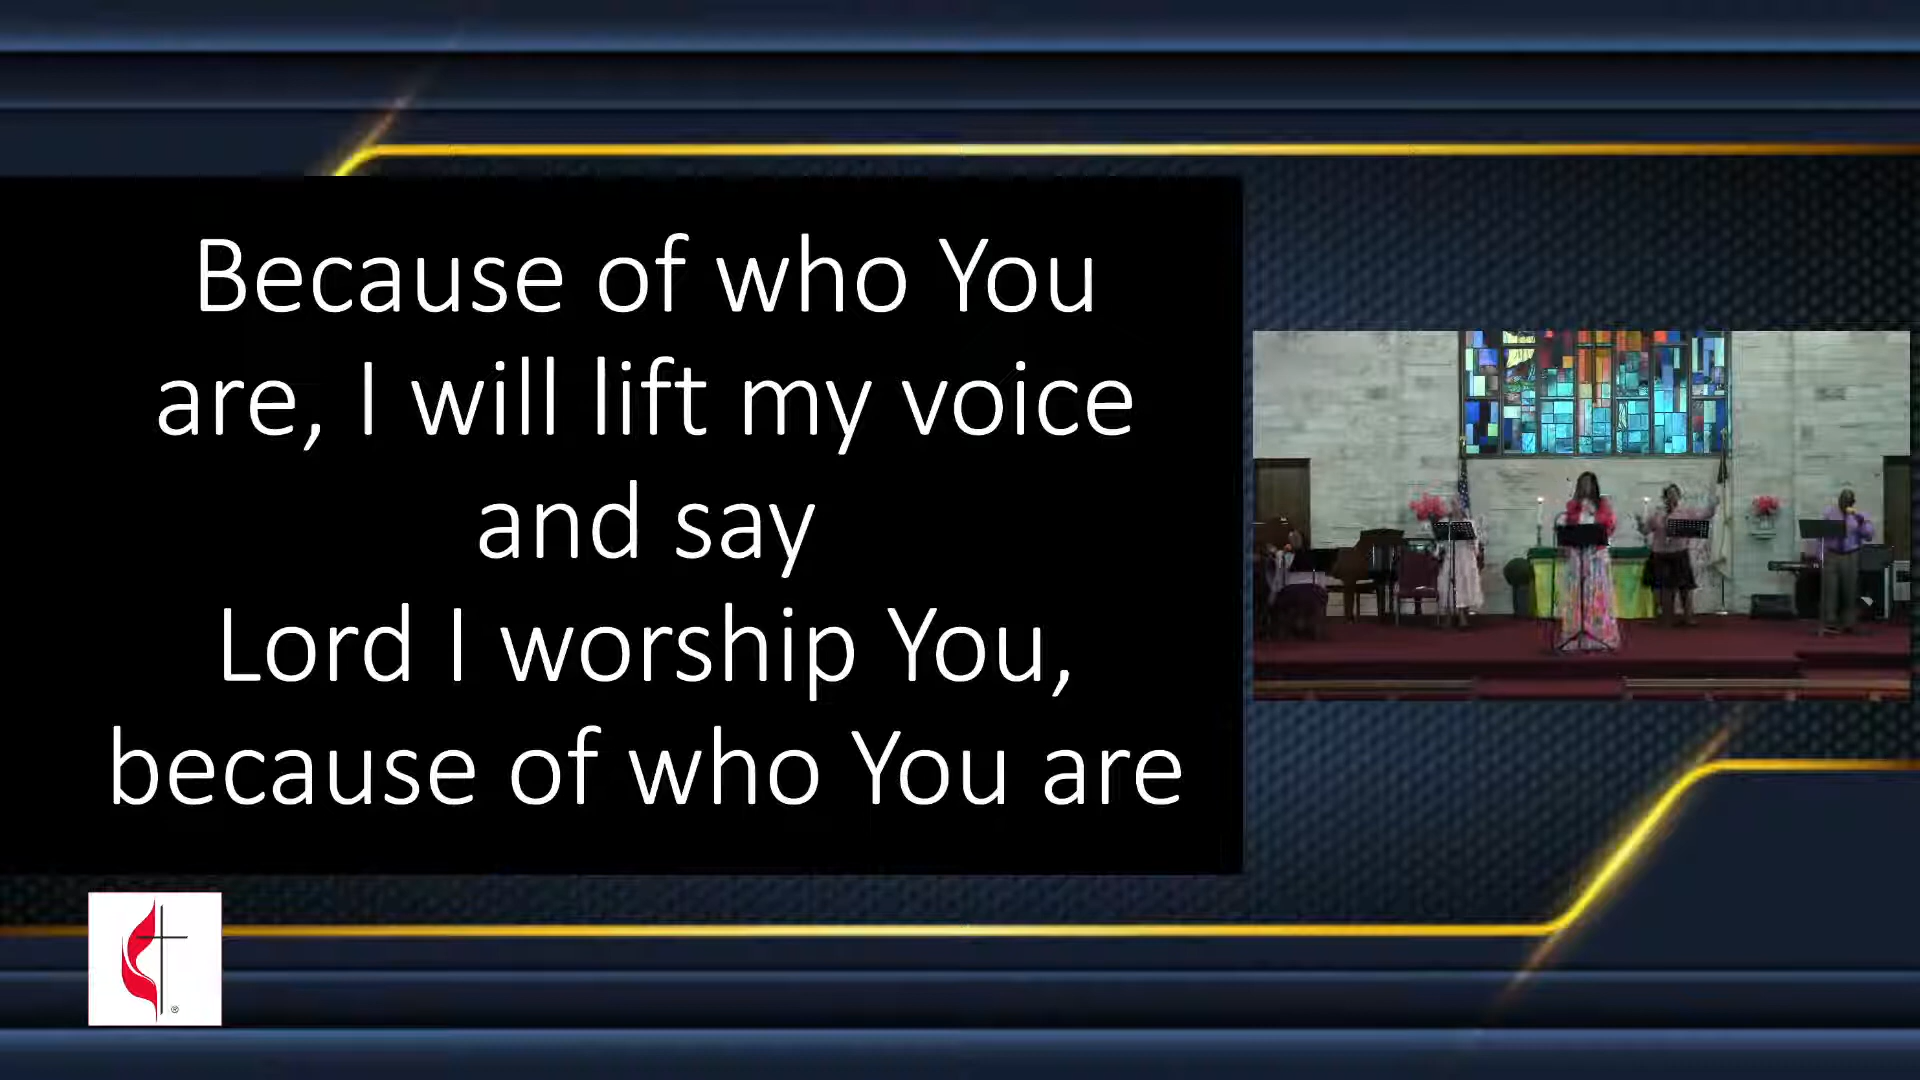 Because of who You
are, I will lift my voice
and say
Lord I worship You,
because of who You are
®